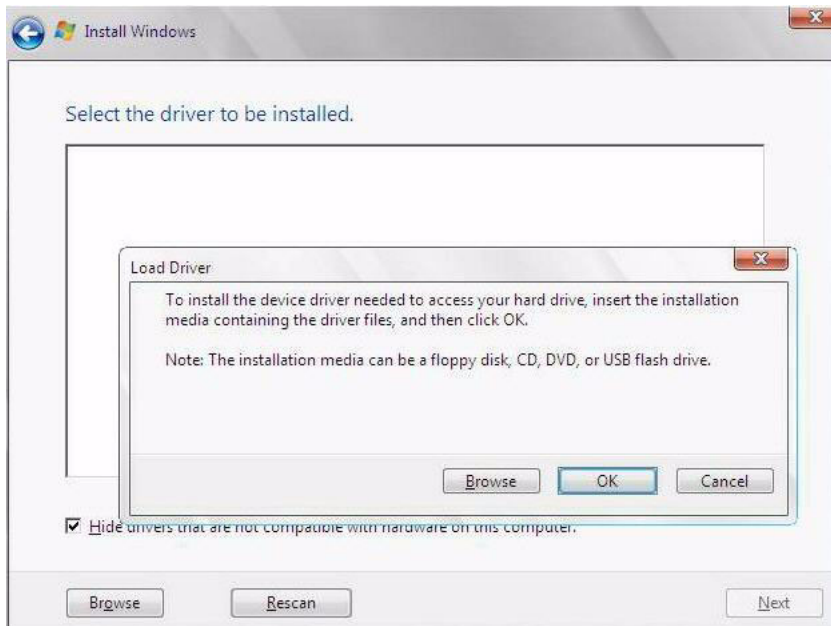 Install Windows
Select the driver to be installed.
Load Driver
To install the device driver needed to access your hard drive, insert the installation
media containing the driver files, and then click OK.
Note: The installation media can be a floppy disk, CD, DVD, or USB flash drive.
Browse
OK
Cancel
Hide drivers that are not compatible with hardware on this computer.
Browse
Rescan
Next